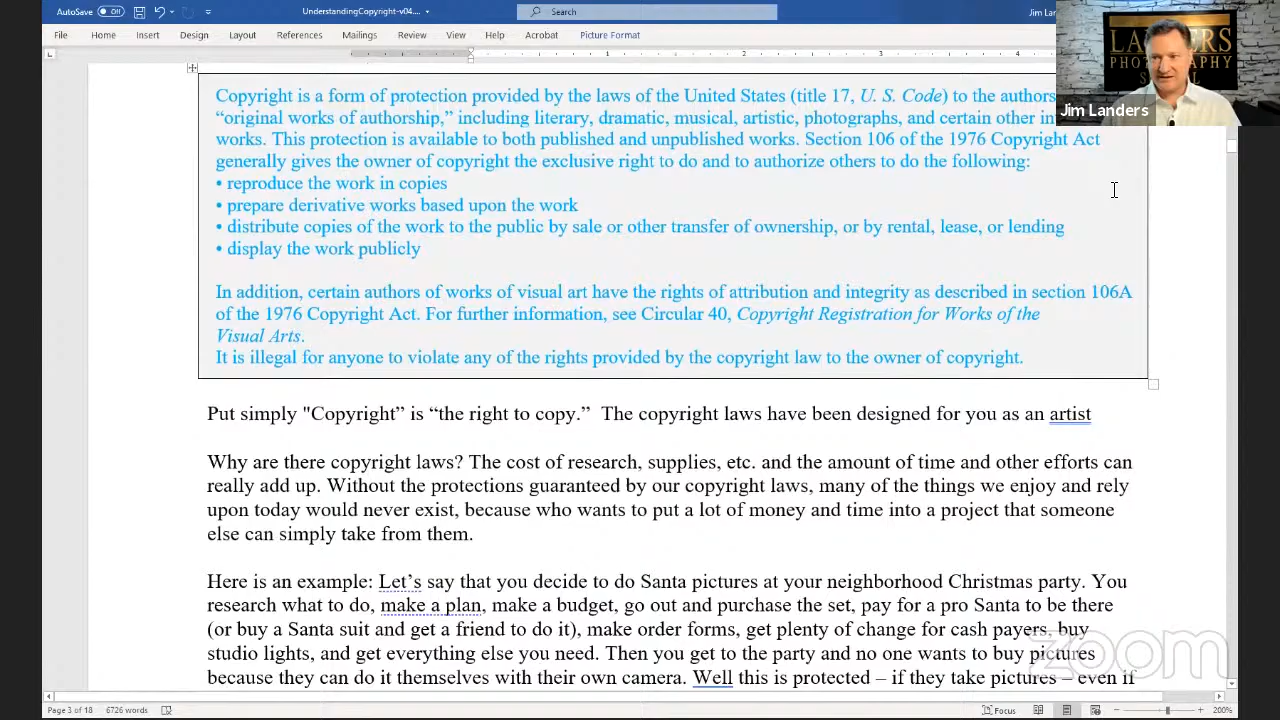 AutoSave Off UnderstandingCopyright-v04.... Search Jim Lan
File Home Insert Design Layout References Mailings Review View Help Acrobat Picture Format
1 2 3 4
LANDERS
PHOTOGRAPHY
Jim Landers
Copyright is a form of protection provided by the laws of the United States (title 17, U. S. Code) to the authors
“original works of authorship,” including literary, dramatic, musical, artistic, photographs, and certain other in
works. This protection is available to both published and unpublished works. Section 106 of the 1976 Copyright Act
generally gives the owner of copyright the exclusive right to do and to authorize others to do the following:
• reproduce the work in copies
• prepare derivative works based upon the work
• distribute copies of the work to the public by sale or other transfer of ownership, or by rental, lease, or lending
• display the work publicly
In addition, certain authors of works of visual art have the rights of attribution and integrity as described in section 106A
of the 1976 Copyright Act. For further information, see Circular 40, Copyright Registration for Works of the
Visual Arts.
It is illegal for anyone to violate any of the rights provided by the copyright law to the owner of copyright.
Put simply "Copyright” is “the right to copy.” The copyright laws have been designed for you as an artist
Why are there copyright laws? The cost of research, supplies, etc. and the amount of time and other efforts can
really add up. Without the protections guaranteed by our copyright laws, many of the things we enjoy and rely
upon today would never exist, because who wants to put a lot of money and time into a project that someone
else can simply take from them.
Here is an example: Let’s say that you decide to do Santa pictures at your neighborhood Christmas party. You
research what to do, make a plan, make a budget, go out and purchase the set, pay for a pro Santa to be there
(or buy a Santa suit and get a friend to do it), make order forms, get plenty of change for cash payers, buy
studio lights, and get everything else you need. Then you get to the party and no one wants to buy pictures
because they can do it themselves with their own camera. Well this is protected – if they take pictures – even if
zoom
Page 3 of 18 6726 words Focus 200%